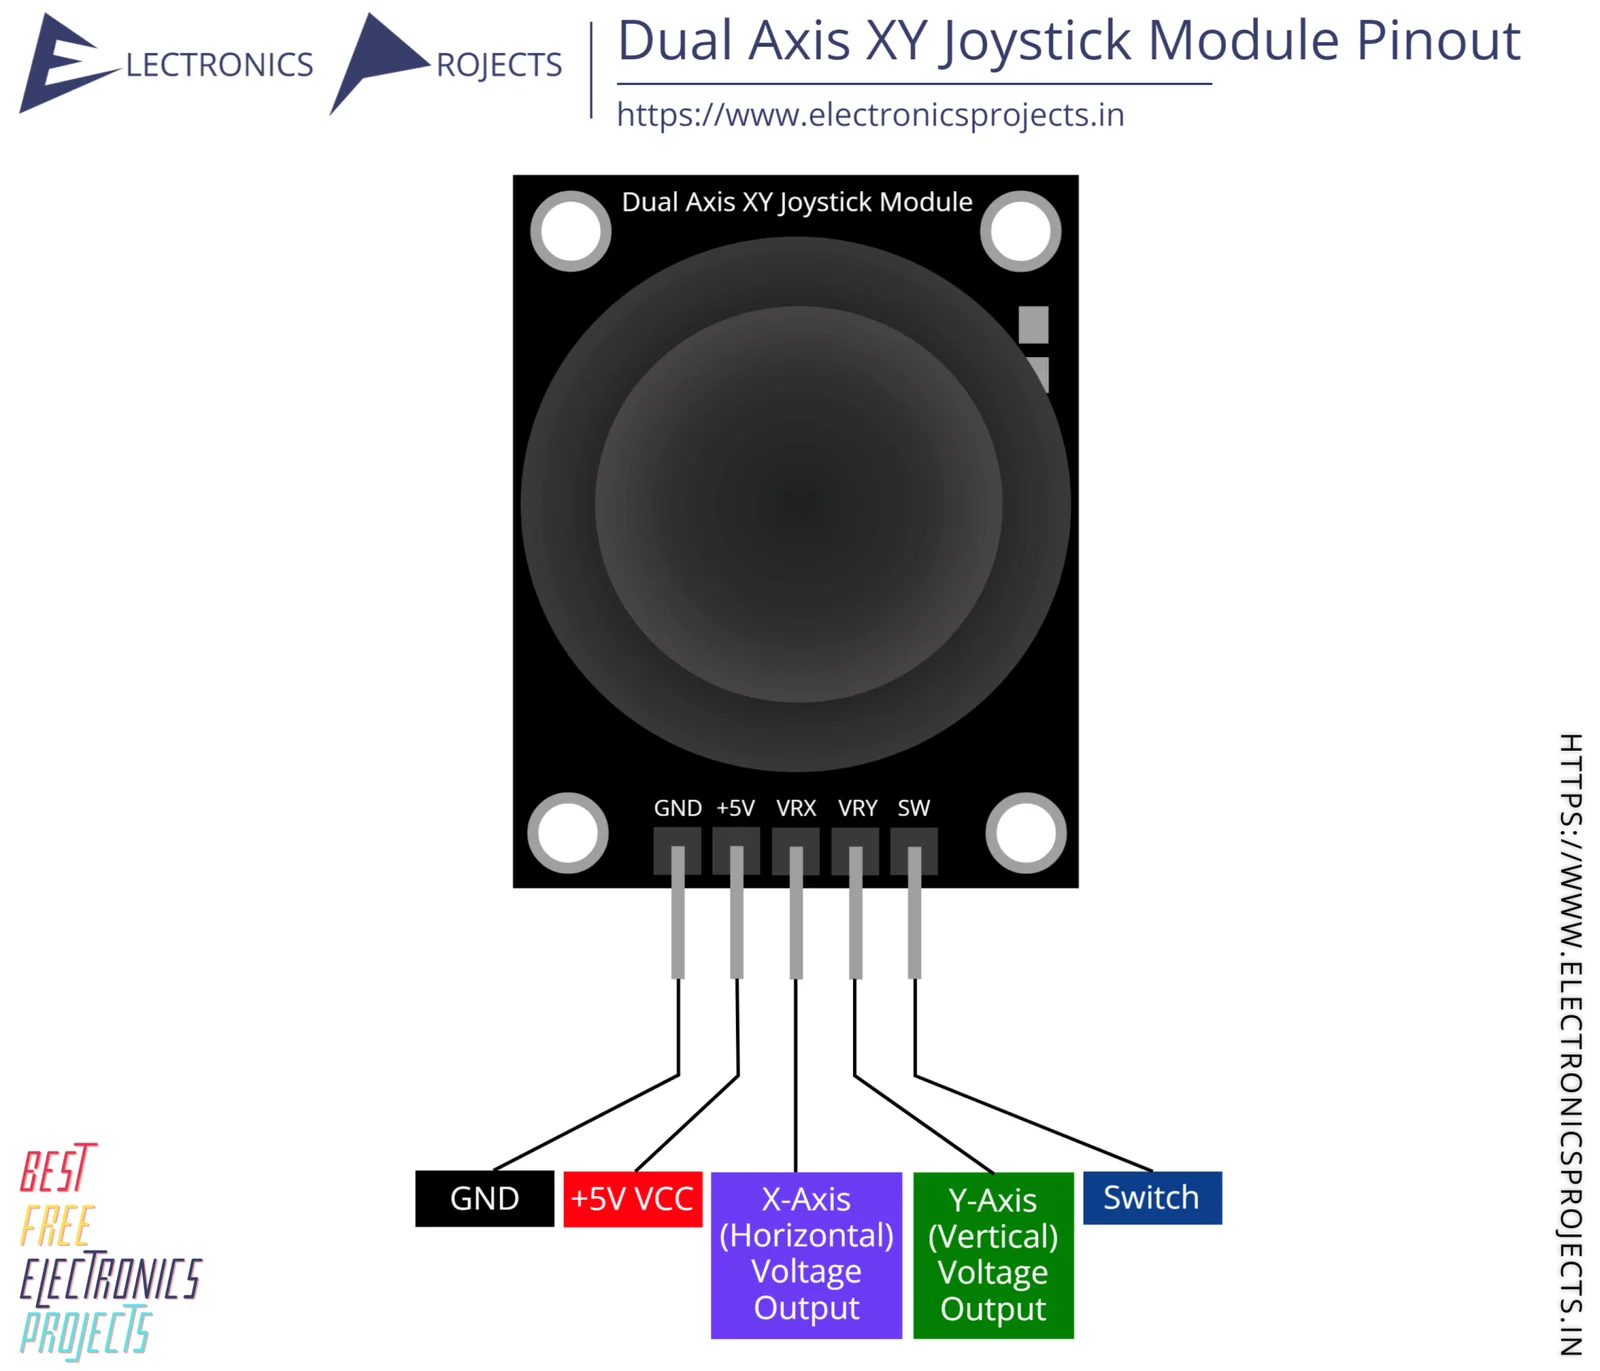 ELECTRONICS PROJECTS
Dual Axis XY Joystick Module Pinout
https://www.electronicsprojects.in
Dual Axis XY Joystick Module
GND +5V VRX VRY SW
GND
+5V VCC
X-Axis
(Horizontal)
Voltage
Output
Y-Axis
(Vertical)
Voltage
Output
Switch
BEST
FREE
ELECTRONICS
PROJECTS
HTTPS://WWW.ELECTRONICSPROJECTS.IN